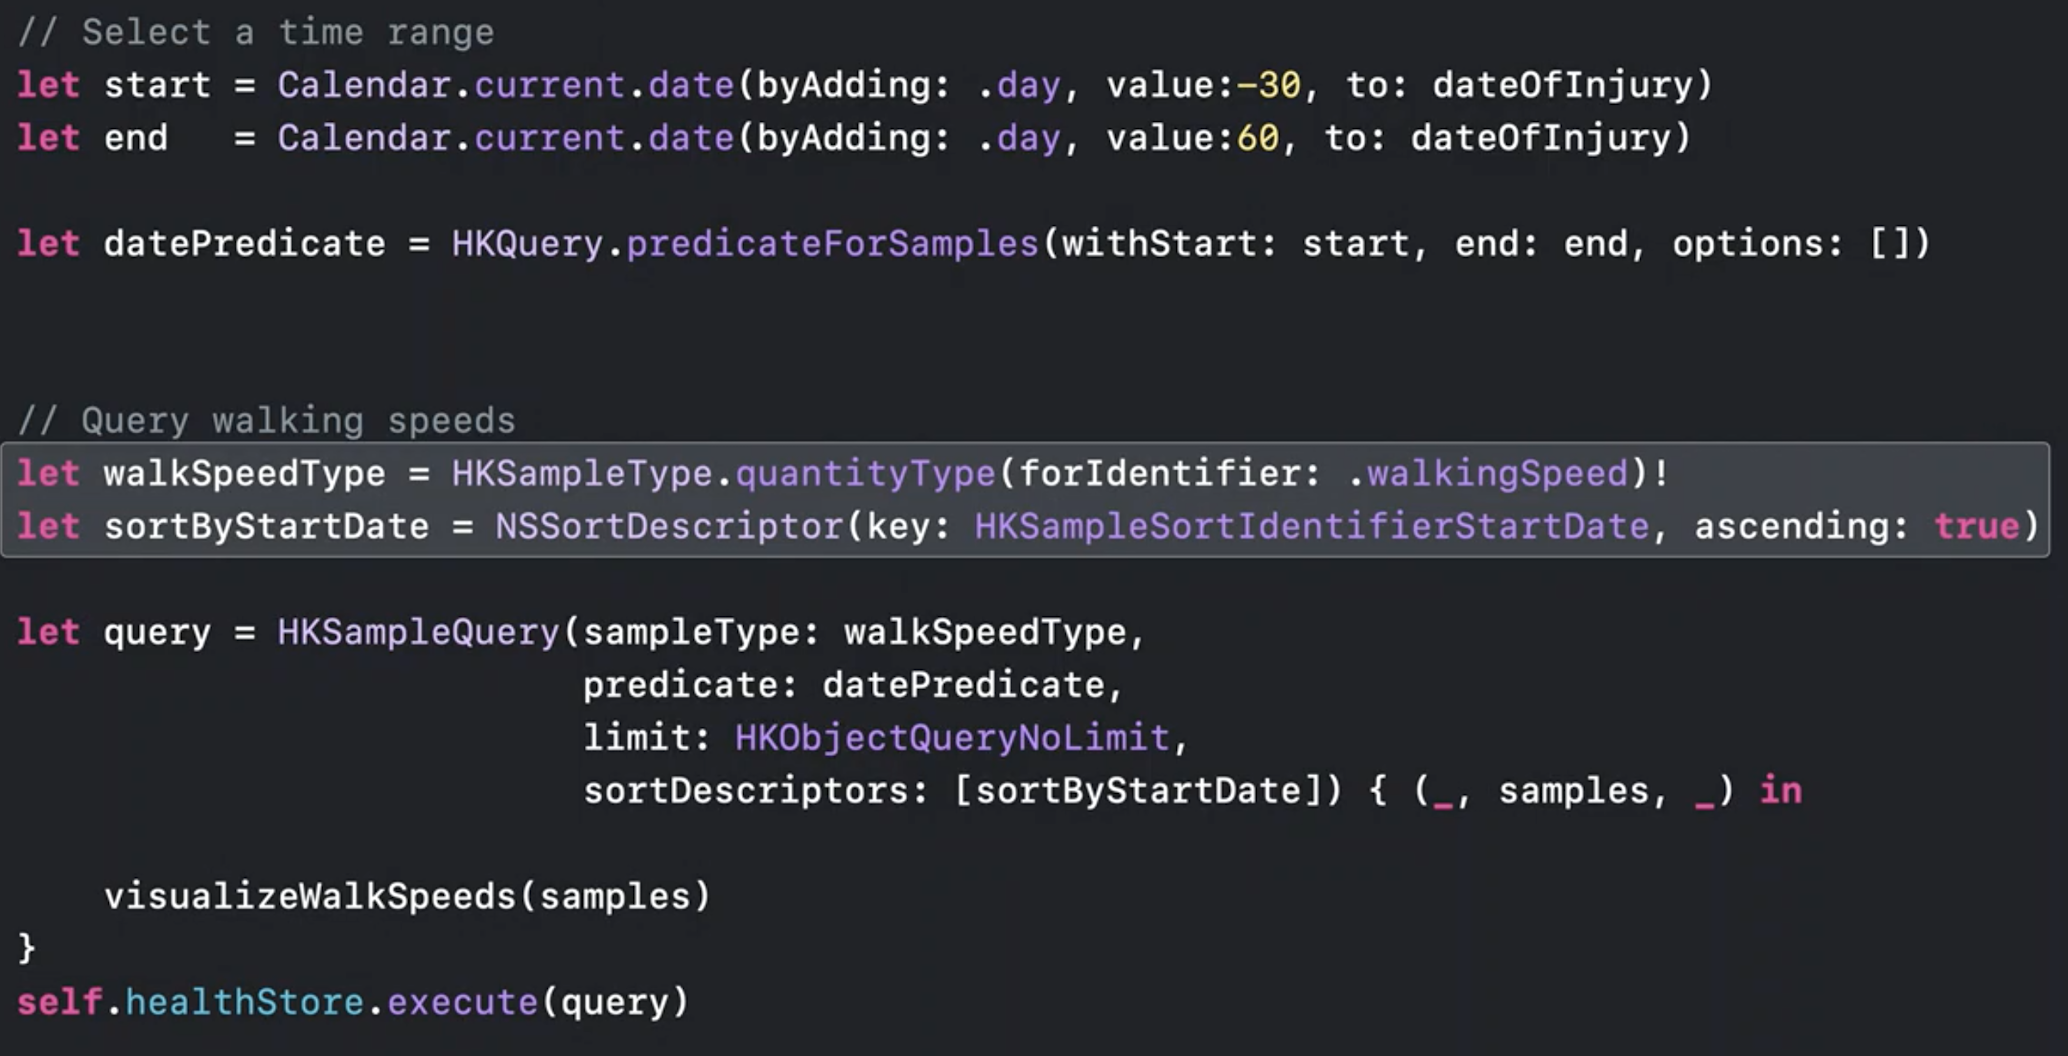 // Select a time range
let start = Calendar.current.date(byAdding: .day, value:-30, to: dateOfInjury)
let end   = Calendar.current.date(byAdding: .day, value:60, to: dateOfInjury)
let datePredicate = HKQuery.predicateForSamples(withStart: start, end: end, options: [])
// Query walking speeds
let walkSpeedType = HKSampleType.quantityType(forIdentifier: .walkingSpeed)!
let sortByStartDate = NSSortDescriptor(key: HKSampleSortIdentifierStartDate, ascending: true)
let query = HKSampleQuery(sampleType: walkSpeedType,
                          predicate: datePredicate,
                          limit: HKObjectQueryNoLimit,
                          sortDescriptors: [sortByStartDate]) { (_, samples, _) in
    visualizeWalkSpeeds(samples)
}
self.healthStore.execute(query)